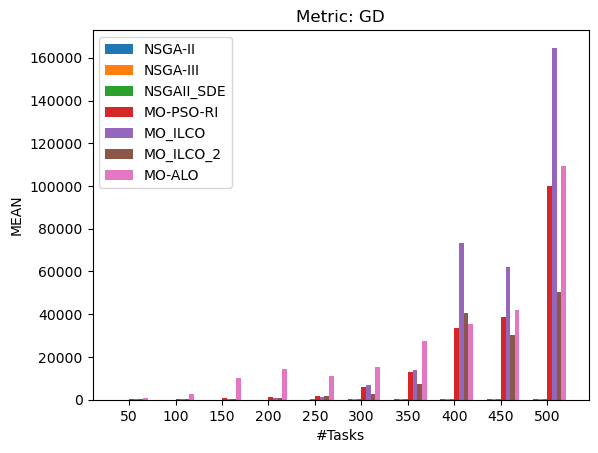 Metric: GD
NSGA-II
NSGA-III
NSGAII_SDE
MO-PSO-RI
MO_ILCO
MO_ILCO_2
MO-ALO
MEAN
160000
140000
120000
100000
80000
60000
40000
20000
0
50 100 150 200 250 300 350 400 450 500
#Tasks